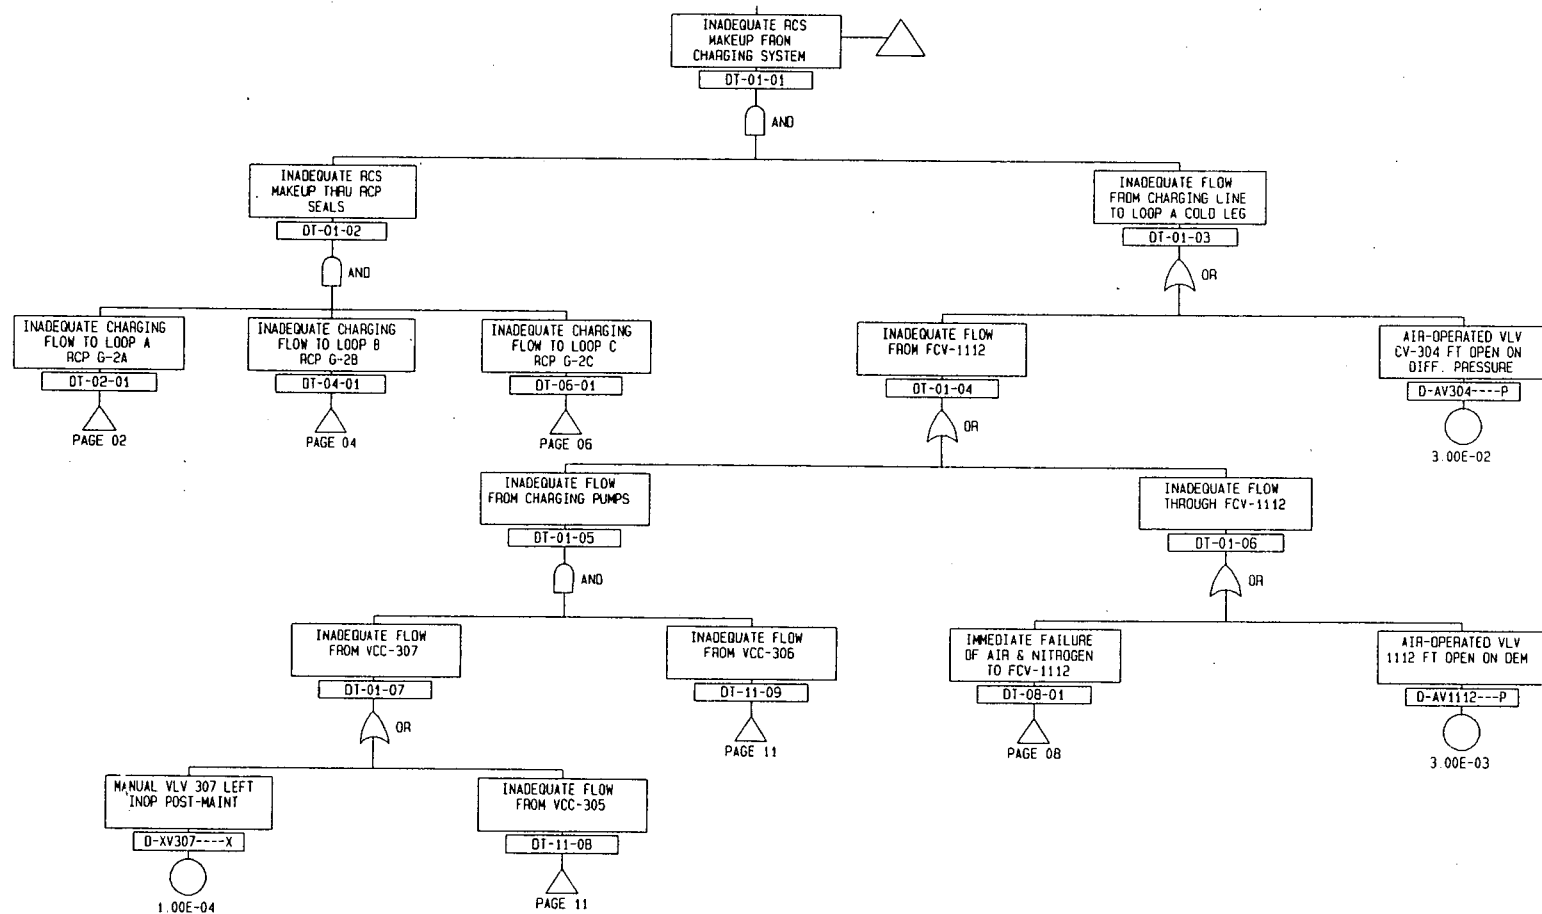 INADEQUATE RCS
MAKEUP FROM
CHARGING SYSTEM
DT-01-01
AND
INADEQUATE RCS
MAKEUP THRU RCP
SEALS
DT-01-02
AND
INADEQUATE FLOW
FROM CHARGING LINE
TO LOOP A COLD LEG
DT-01-03
OR
INADEQUATE CHARGING
FLOW TO LOOP A
RCP G-2A
DT-02-01
PAGE 02
INADEQUATE CHARGING
FLOW TO LOOP B
RCP G-2B
DT-04-01
PAGE 04
INADEQUATE CHARGING
FLOW TO LOOP C
RCP G-2C
DT-06-01
PAGE 06
INADEQUATE FLOW
FROM FCV-1112
DT-01-04
OR
AIR-OPERATED VLV
CV-304 FT OPEN ON
DIFF. PRESSURE
D-AV304----P
3.00E-02
INADEQUATE FLOW
FROM CHARGING PUMPS
DT-01-05
AND
INADEQUATE FLOW
THROUGH FCV-1112
DT-01-06
OR
INADEQUATE FLOW
FROM VCC-307
DT-01-07
OR
INADEQUATE FLOW
FROM VCC-306
DT-11-09
PAGE 11
IMMEDIATE FAILURE
OF AIR & NITROGEN
TO FCV-1112
DT-08-01
PAGE 08
AIR-OPERATED VLV
1112 FT OPEN ON DEM
D-AV1112---P
3.00E-03
MANUAL VLV 307 LEFT
INOP POST-MAINT
D-XV307----X
1.00E-04
INADEQUATE FLOW
FROM VCC-305
DT-11-08
PAGE 11